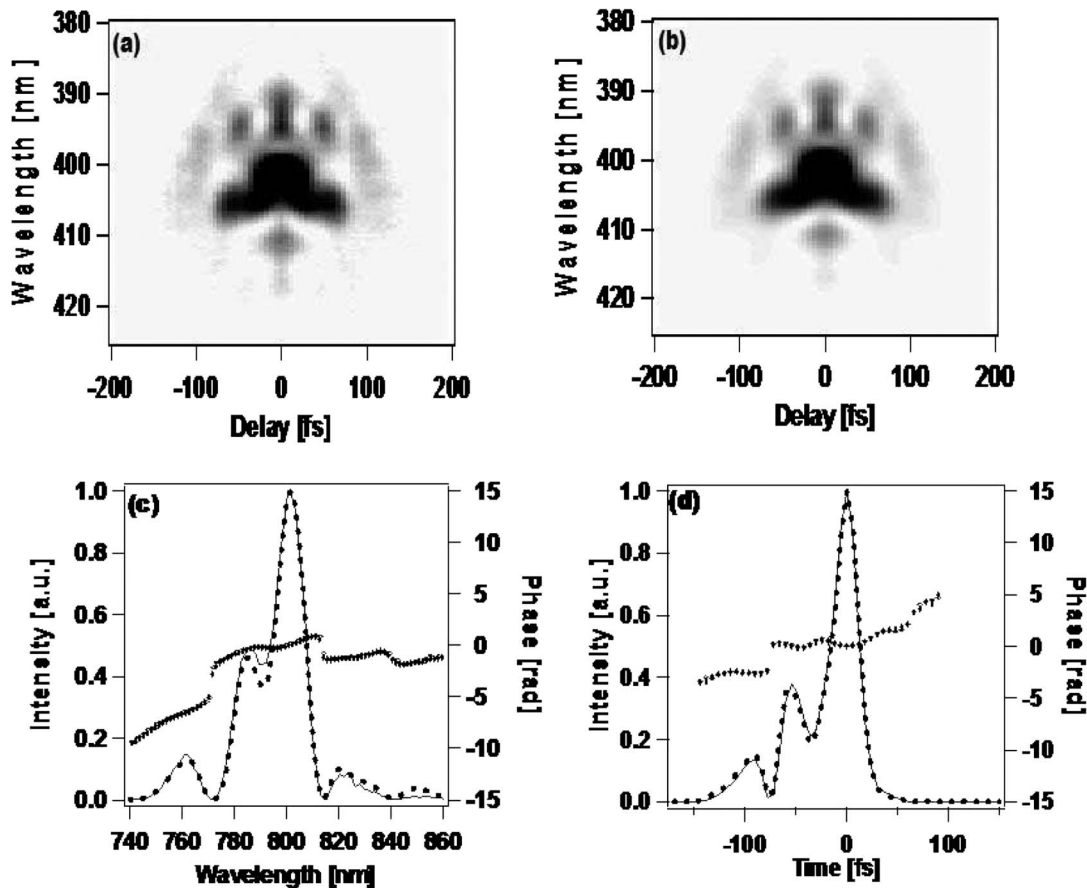 (a)
380
390
400
410
420
Wavelength [nm]
-200 -100 0 100 200
Delay [fs]
(b)
380
390
400
410
420
Wavelength [nm]
-200 -100 0 100 200
Delay [fs]
(c)
1.0
0.8
0.6
0.4
0.2
0.0
Intensity [a.u.]
15
10
5
0
-5
-10
-15
Phase [rad]
740 760 780 800 820 840 860
Wavelength [nm]
(d)
1.0
0.8
0.6
0.4
0.2
0.0
Intensity [a.u.]
15
10
5
0
-5
-10
-15
Phase [rad]
-100 0 100
Time [fs]